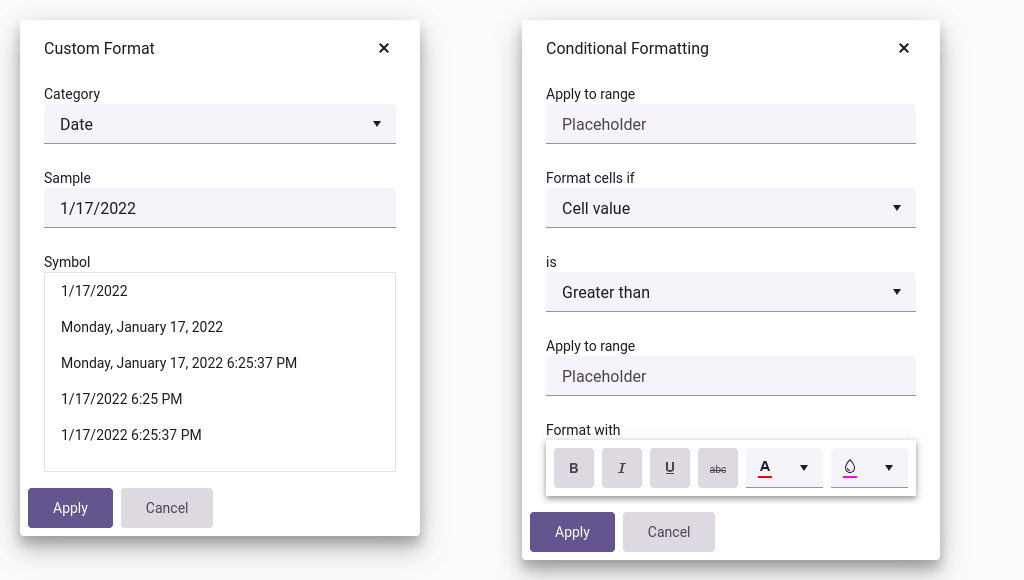 Custom Format
Category
Date
Sample
1/17/2022
Symbol
1/17/2022
Monday, January 17, 2022
Monday, January 17, 2022 6:25:37 PM
1/17/2022 6:25 PM
1/17/2022 6:25:37 PM
Apply Cancel
Conditional Formatting
Apply to range
Placeholder
Format cells if
Cell value
is
Greater than
Apply to range
Placeholder
Format with
B I U abc A
Apply Cancel